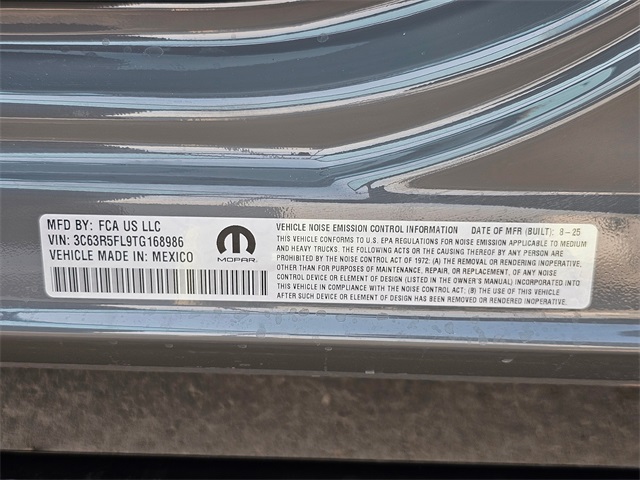 MFD BY: FCA US LLC
VIN: 3C63R5FL9TG168986
VEHICLE MADE IN: MEXICO
MOPAR
VEHICLE NOISE EMISSION CONTROL INFORMATION DATE OF MFR (BUILT): 8-25
THIS VEHICLE CONFORMS TO U.S. EPA REGULATIONS FOR NOISE EMISSION APPLICABLE TO MEDIUM
AND HEAVY TRUCKS. THE FOLLOWING ACTS OR THE CAUSING THEREOF BY ANY PERSON ARE
PROHIBITED BY THE NOISE CONTROL ACT OF 1972: (A) THE REMOVAL OR RENDERING INOPERATIVE,
OTHER THAN FOR PURPOSES OF MAINTENANCE, REPAIR, OR REPLACEMENT, OF ANY NOISE
CONTROL DEVICE OR ELEMENT OF DESIGN (LISTED IN THE OWNER'S MANUAL) INCORPORATED INTO
THIS VEHICLE IN COMPLIANCE WITH THE NOISE CONTROL ACT; (B) THE USE OF THIS VEHICLE
AFTER SUCH DEVICE OR ELEMENT OF DESIGN HAS BEEN REMOVED OR RENDERED INOPERATIVE.